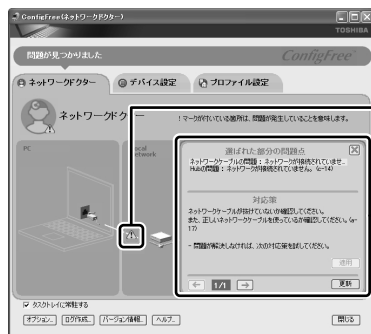 ConfigFree(ネットワークドクター)
TOSHIBA
問題が見つかりました
ConfigFree
ネットワークドクター
デバイス設定
プロファイル設定
ネットワークドクター
！マークが付いている箇所は、問題が発生していることを意味します。
PC
Local
Network
選ばれた部分の問題点
ネットワークケーブルの問題：ネットワークが接続されていませ..
Hubの問題：ネットワークが接続されていません。(c-14)
対応策
ネットワークケーブルが抜けていないか確認してください。
また、正しいネットワークケーブルを使っているか確認してください。(a-
17)
- 問題が解決しなければ、次の対応策を試してください。
適用
1/1
更新
タスクトレイに常駐する
オプション...
ログ作成...
バージョン情報...
ヘルプ...
閉じる